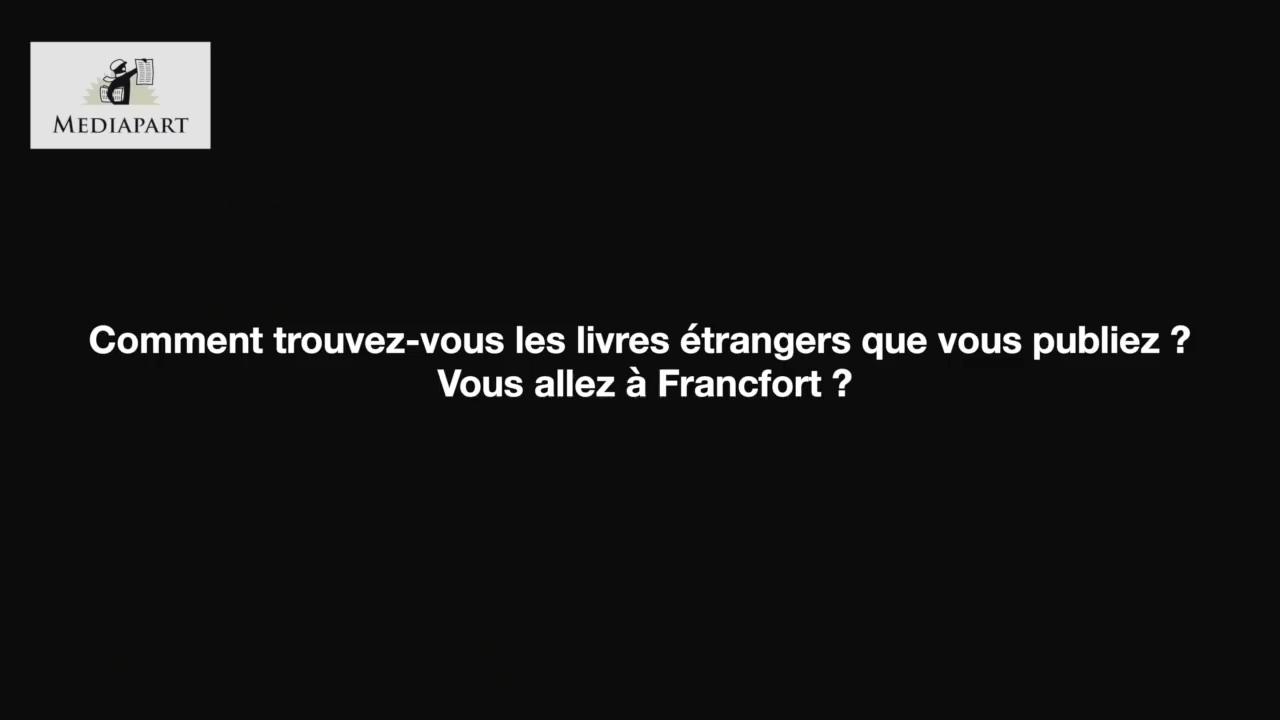 MEDIAPART
Comment trouvez-vous les livres étrangers que vous publiez ?
Vous allez à Francfort ?